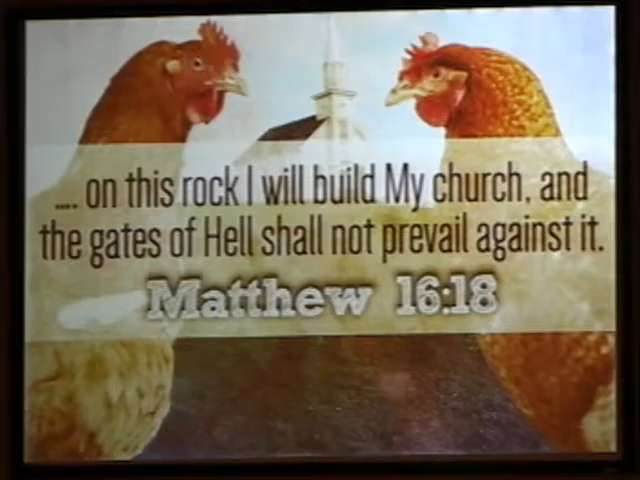 .... on this rock I will build My church, and
the gates of Hell shall not prevail against it.
Matthew 16:18